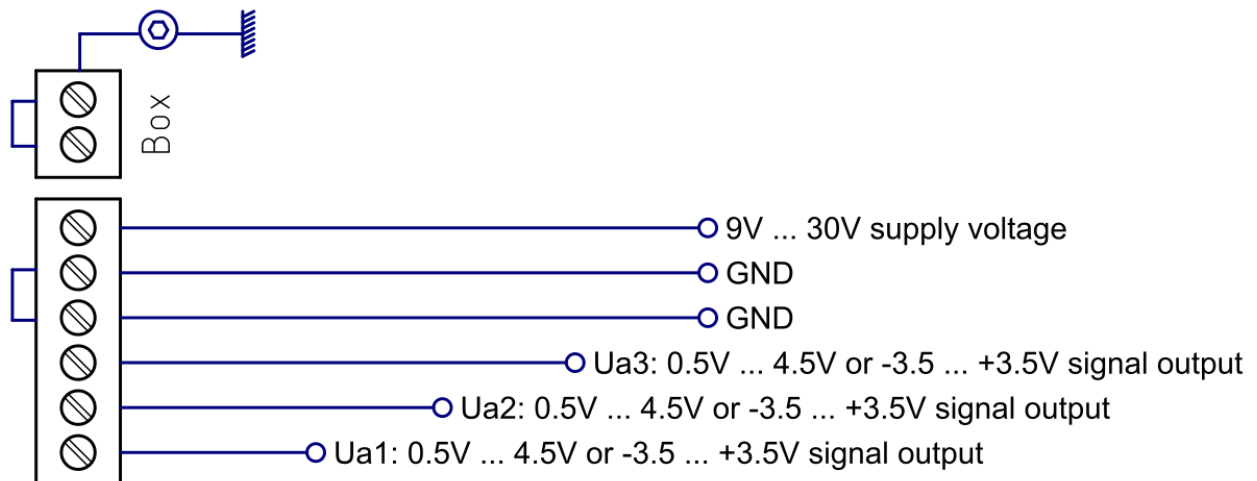 Box
9V ... 30V supply voltage
GND
GND
Ua3: 0.5V ... 4.5V or -3.5 ... +3.5V signal output
Ua2: 0.5V ... 4.5V or -3.5 ... +3.5V signal output
Ua1: 0.5V ... 4.5V or -3.5 ... +3.5V signal output